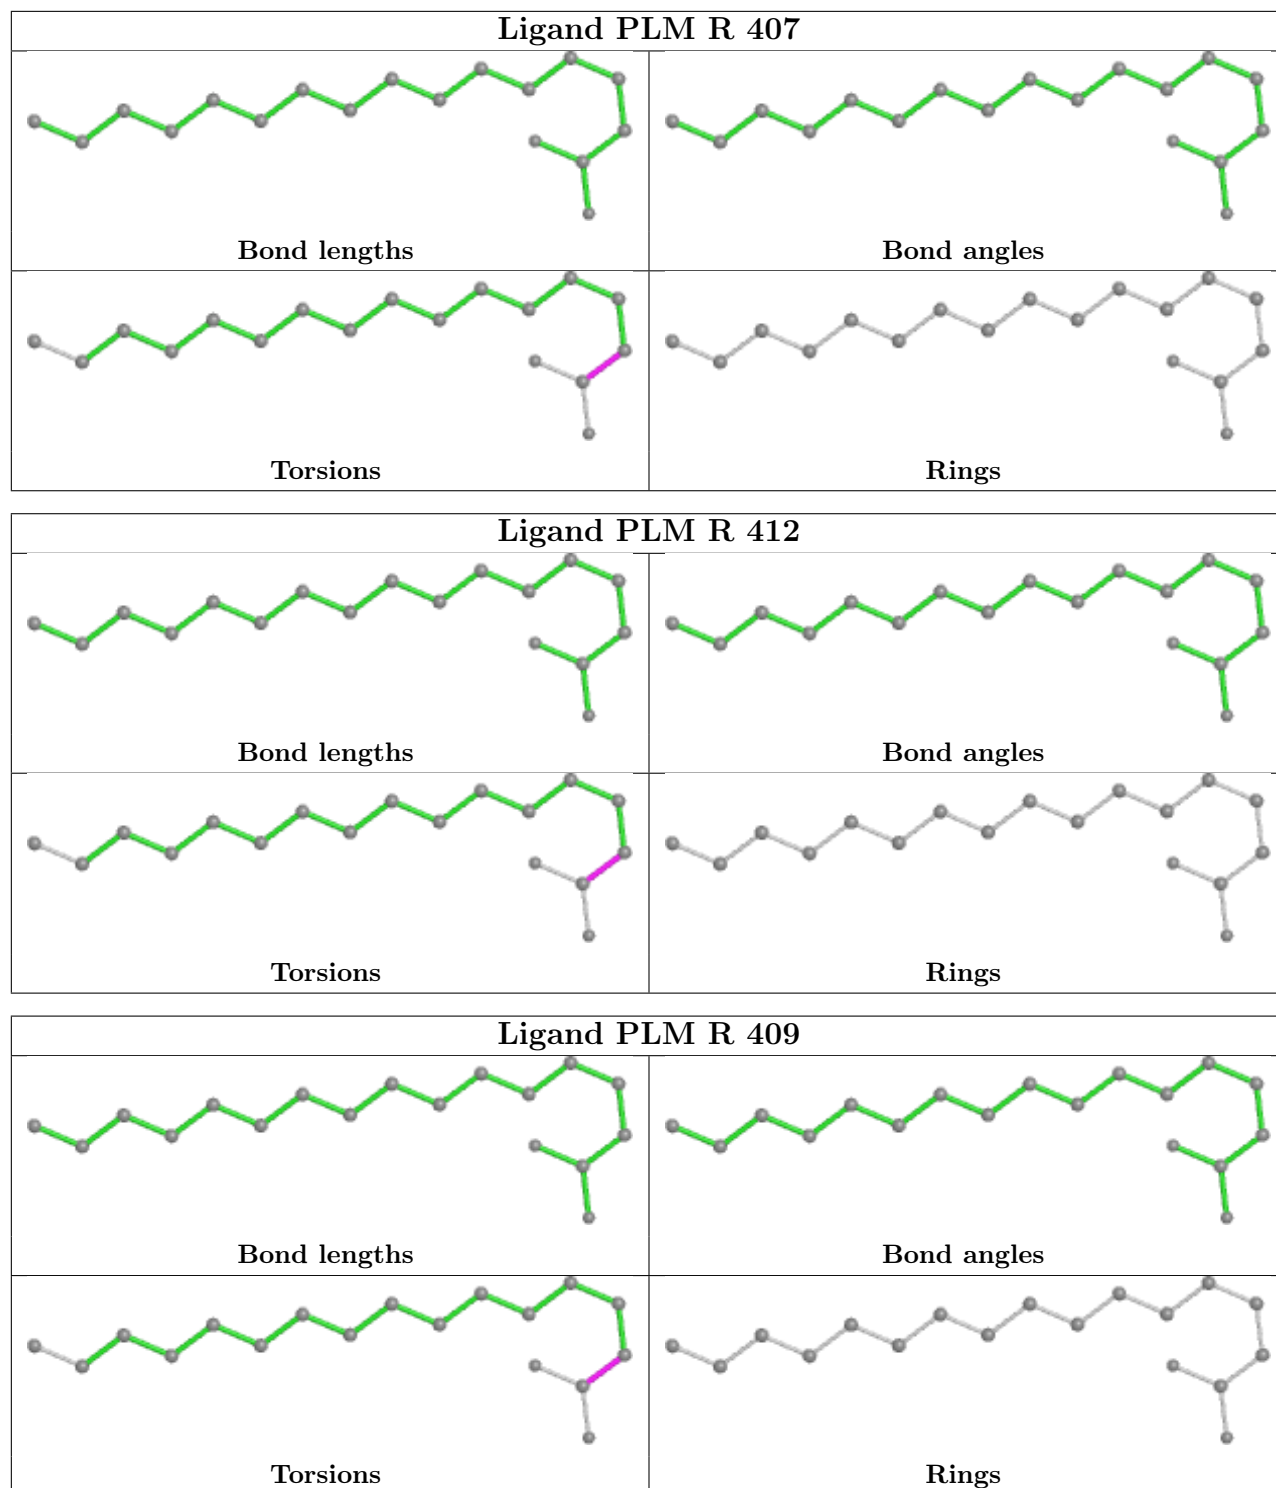 Ligand PLM R 407
Bond lengths
Bond angles
Torsions
Rings
Ligand PLM R 412
Bond lengths
Bond angles
Torsions
Rings
Ligand PLM R 409
Bond lengths
Bond angles
Torsions
Rings